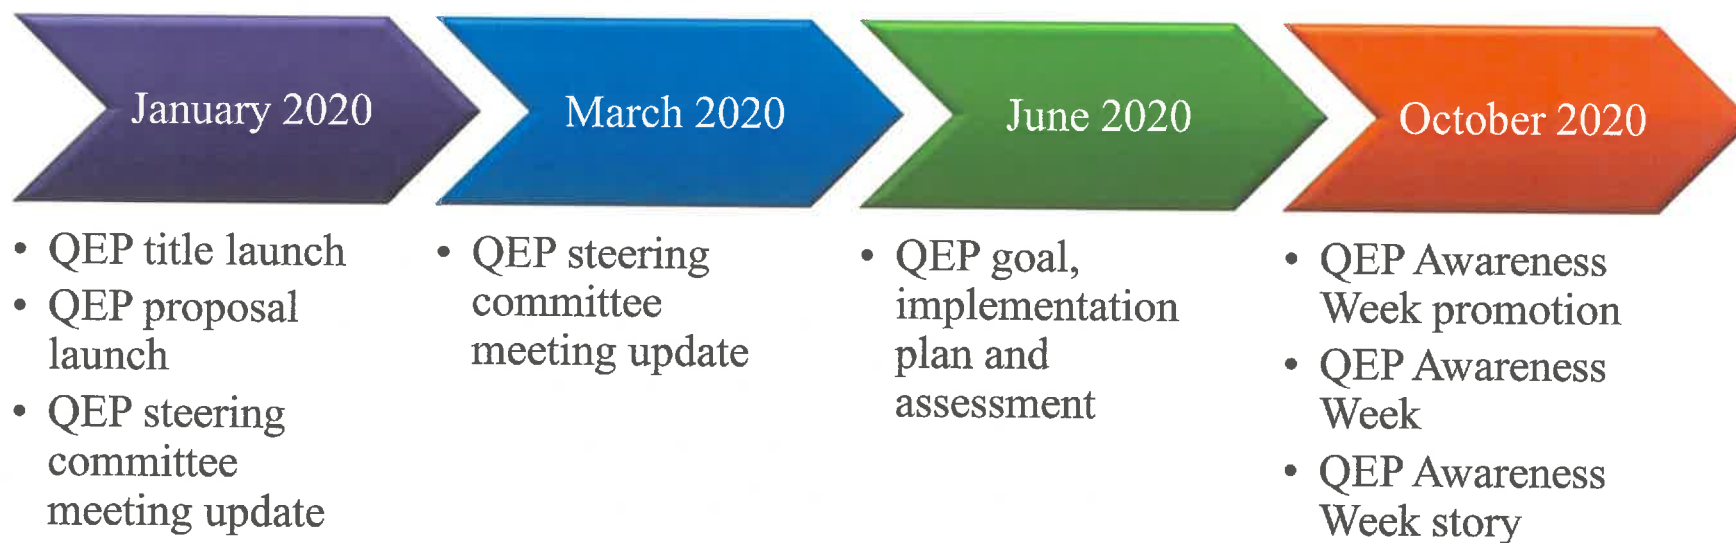 January 2020
March 2020
June 2020
October 2020
• QEP title launch
• QEP proposal
launch
• QEP steering
committee
meeting update
• QEP steering
committee
meeting update
• QEP goal,
implementation
plan and
assessment
• QEP Awareness
Week promotion
• QEP Awareness
Week
• QEP Awareness
Week story